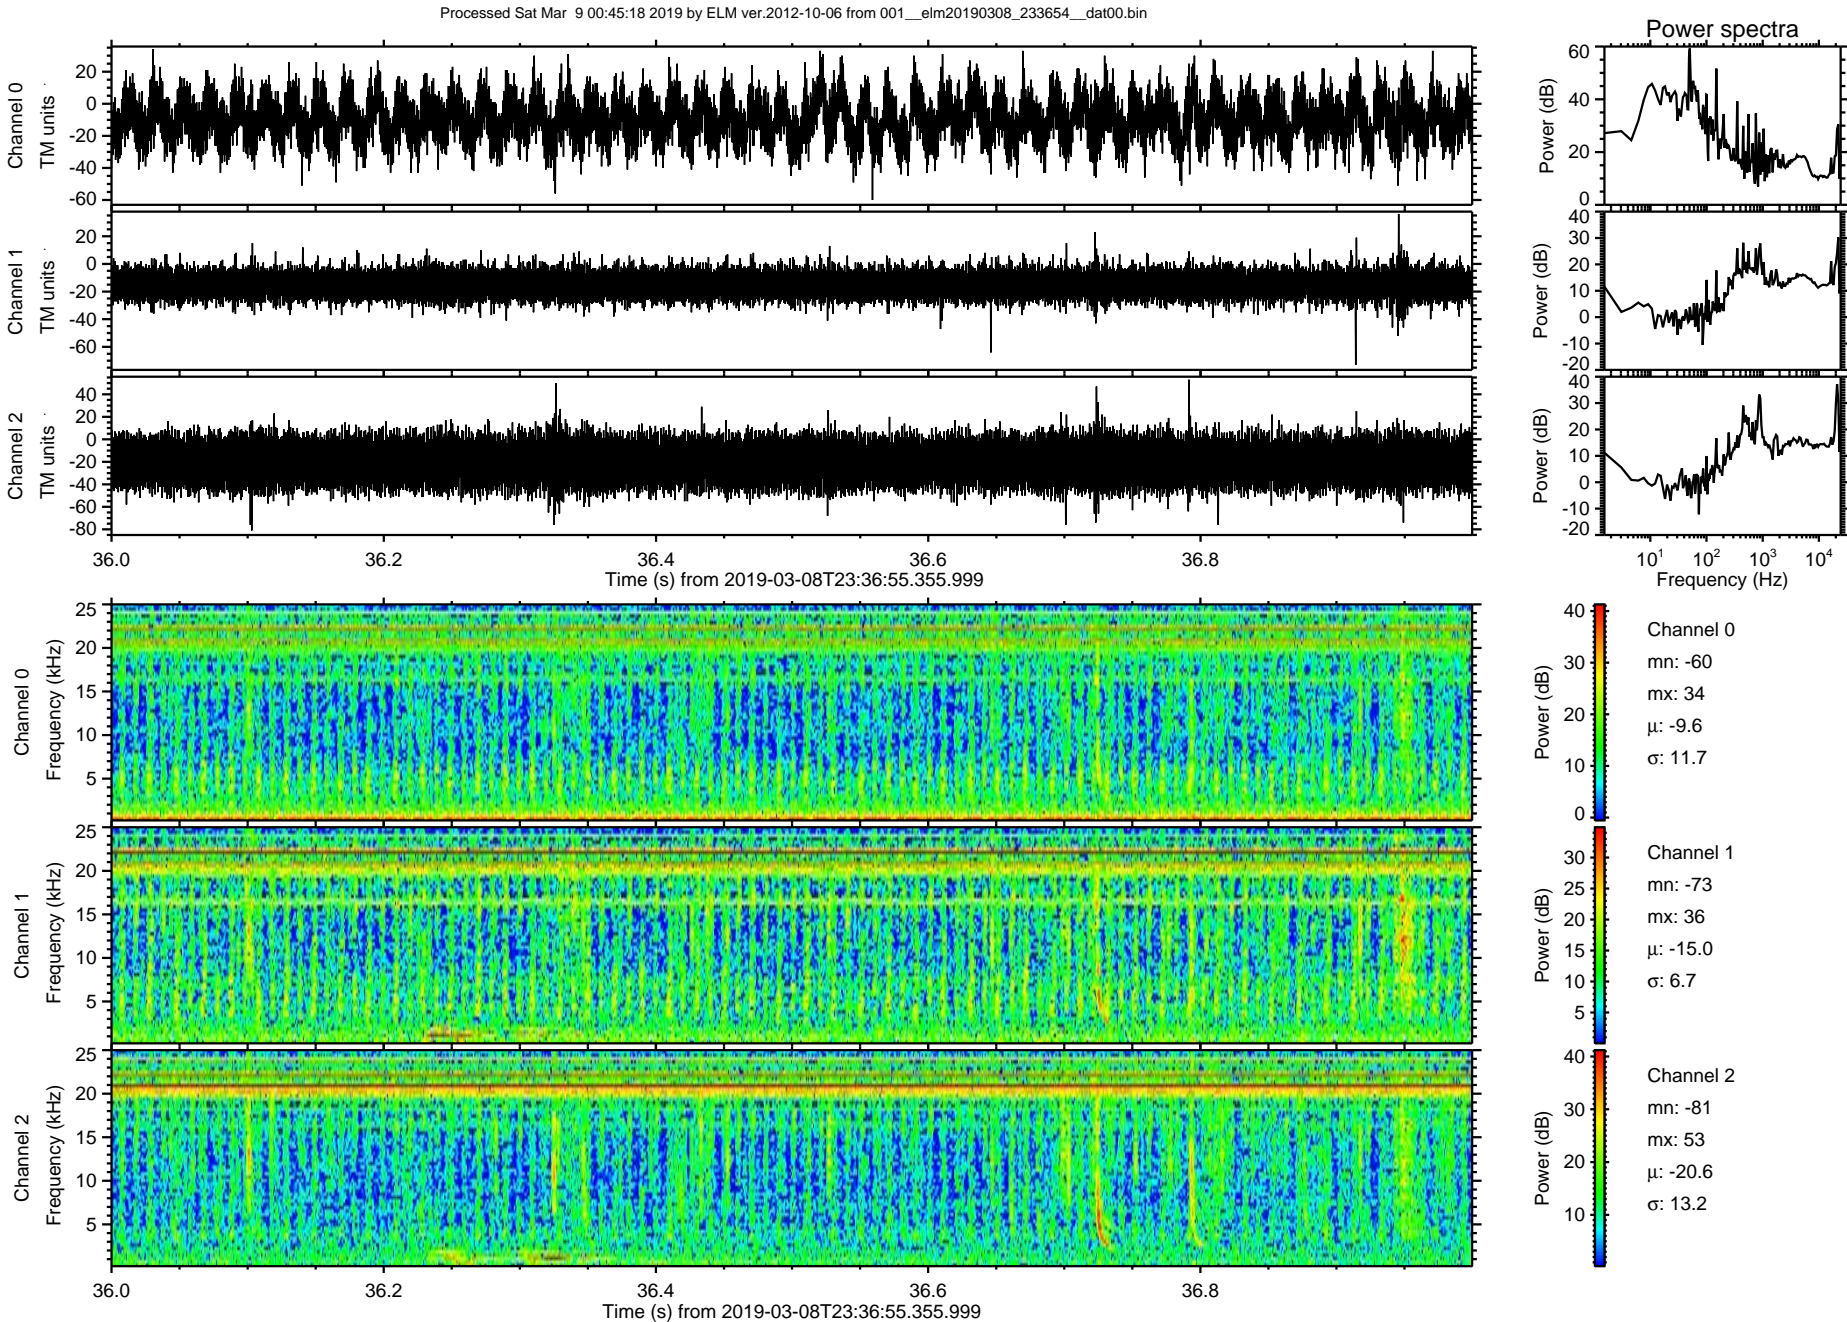 Processed Sat Mar  9 00:45:18 2019 by ELM ver.2012-10-06 from 001__elm20190308_233654__dat00.bin
Power spectra
Channel 0
TM units
20
0
-20
-40
-60
Power (dB)
60
40
20
0
Channel 1
TM units
20
0
-20
-40
-60
Power (dB)
40
30
20
10
0
-10
-20
Channel 2
TM units
40
20
0
-20
-40
-60
-80
Power (dB)
40
30
20
10
0
-10
-20
36.0 36.2 36.4 36.6 36.8
Time (s) from 2019-03-08T23:36:55.355.999
10¹ 10² 10³ 10⁴
Frequency (Hz)
Channel 0
Frequency (kHz)
25
20
15
10
5
Power (dB)
40
30
20
10
0
Channel 0
mn: -60
mx: 34
μ: -9.6
σ: 11.7
Channel 1
Frequency (kHz)
25
20
15
10
5
Power (dB)
30
25
20
15
10
5
Channel 1
mn: -73
mx: 36
μ: -15.0
σ: 6.7
Channel 2
Frequency (kHz)
25
20
15
10
5
Power (dB)
40
30
20
10
Channel 2
mn: -81
mx: 53
μ: -20.6
σ: 13.2
36.0 36.2 36.4 36.6 36.8
Time (s) from 2019-03-08T23:36:55.355.999